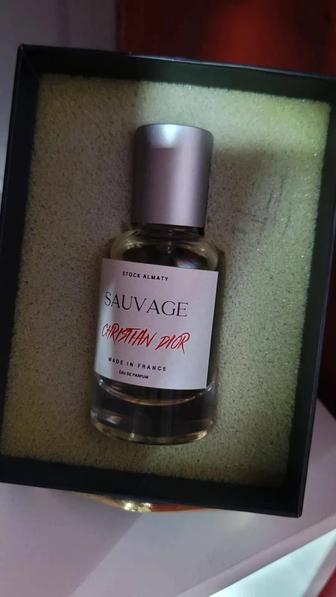 STOCK ALMATY
SAUVAGE
CHRISTIAN DIOR
MADE IN FRANCE
EAU DE PARFUM